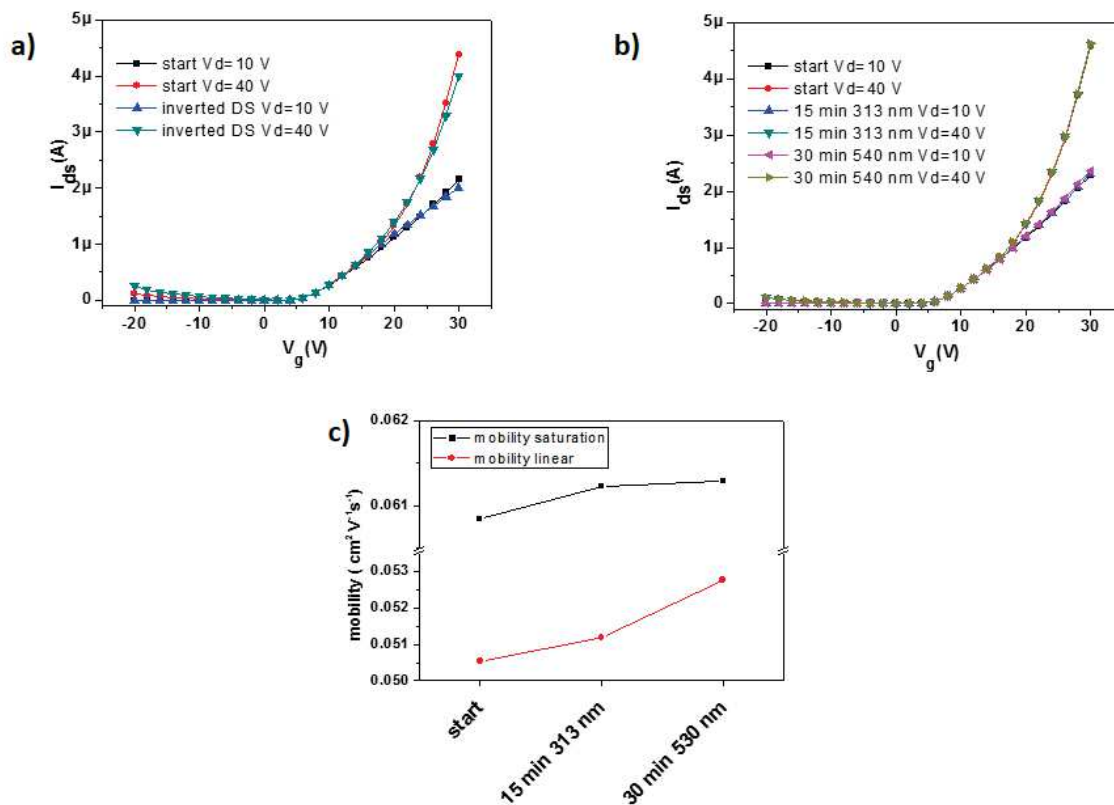 a)
start Vd=10 V
start Vd=40 V
inverted DS Vd=10 V
inverted DS Vd=40 V
5µ
4µ
3µ
2µ
1µ
0
Ids(A)
-20 -10 0 10 20 30
Vg(V)
b)
start Vd=10 V
start Vd=40 V
15 min 313 nm Vd=10 V
15 min 313 nm Vd=40 V
30 min 540 nm Vd=10 V
30 min 540 nm Vd=40 V
5µ
4µ
3µ
2µ
1µ
0
Ids(A)
-20 -10 0 10 20 30
Vg(V)
c)
mobility saturation
mobility linear
0.062
0.061
0.053
0.052
0.051
0.050
mobility ( cm² V⁻¹s⁻¹)
start
15 min 313 nm
30 min 530 nm